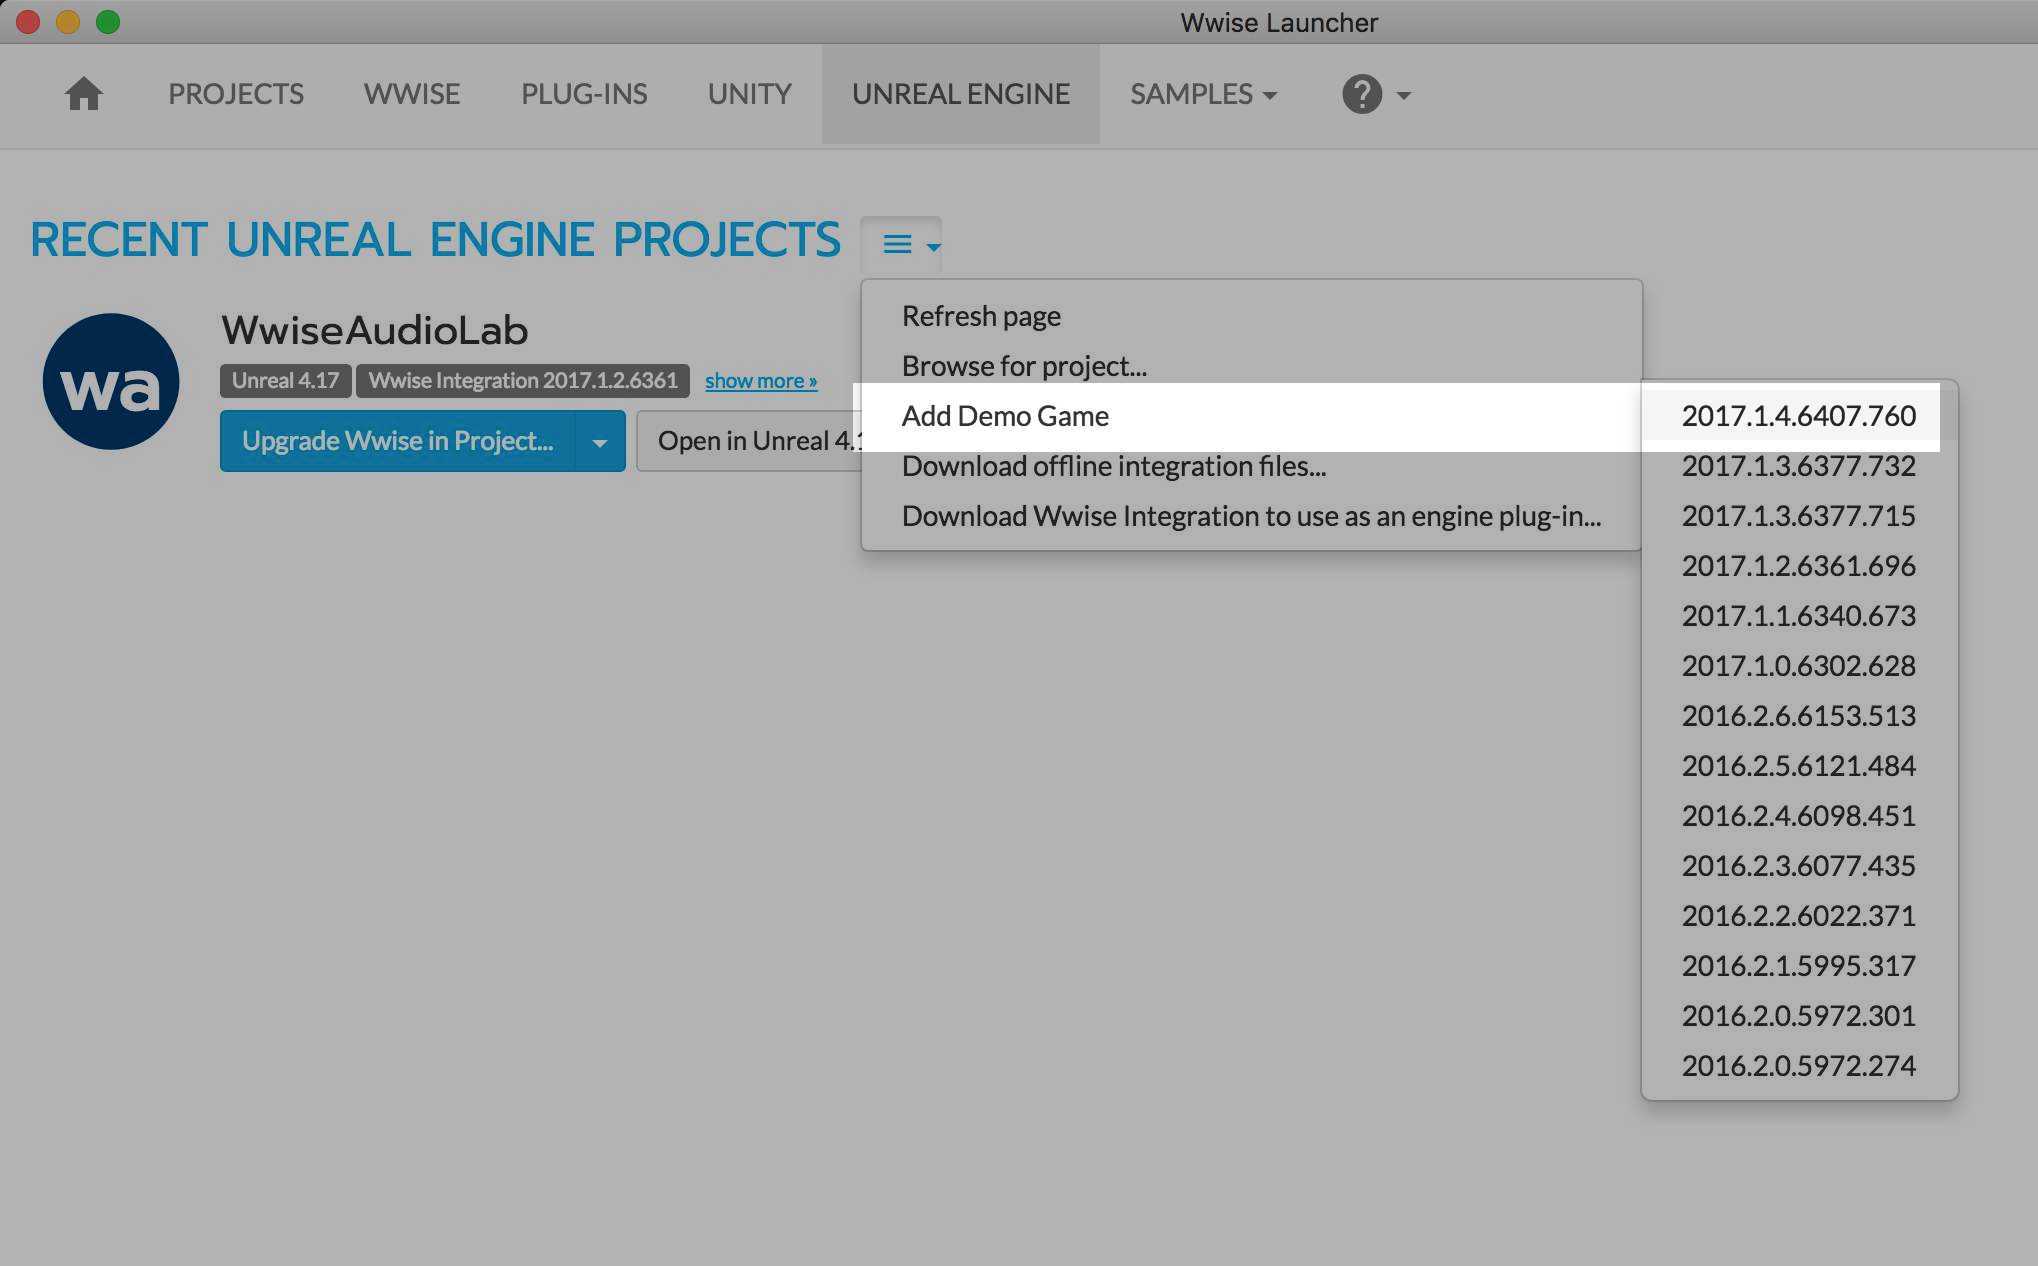 Wwise Launcher
PROJECTS WWISE PLUG-INS UNITY UNREAL ENGINE SAMPLES ?
RECENT UNREAL ENGINE PROJECTS
wa
WwiseAudioLab
Unreal 4.17 Wwise Integration 2017.1.2.6361 show more »
Upgrade Wwise in Project... Open in Unreal 4.1
Refresh page
Browse for project...
Add Demo Game
Download offline integration files...
Download Wwise Integration to use as an engine plug-in...
2017.1.4.6407.760
2017.1.3.6377.732
2017.1.3.6377.715
2017.1.2.6361.696
2017.1.1.6340.673
2017.1.0.6302.628
2016.2.6.6153.513
2016.2.5.6121.484
2016.2.4.6098.451
2016.2.3.6077.435
2016.2.2.6022.371
2016.2.1.5995.317
2016.2.0.5972.301
2016.2.0.5972.274